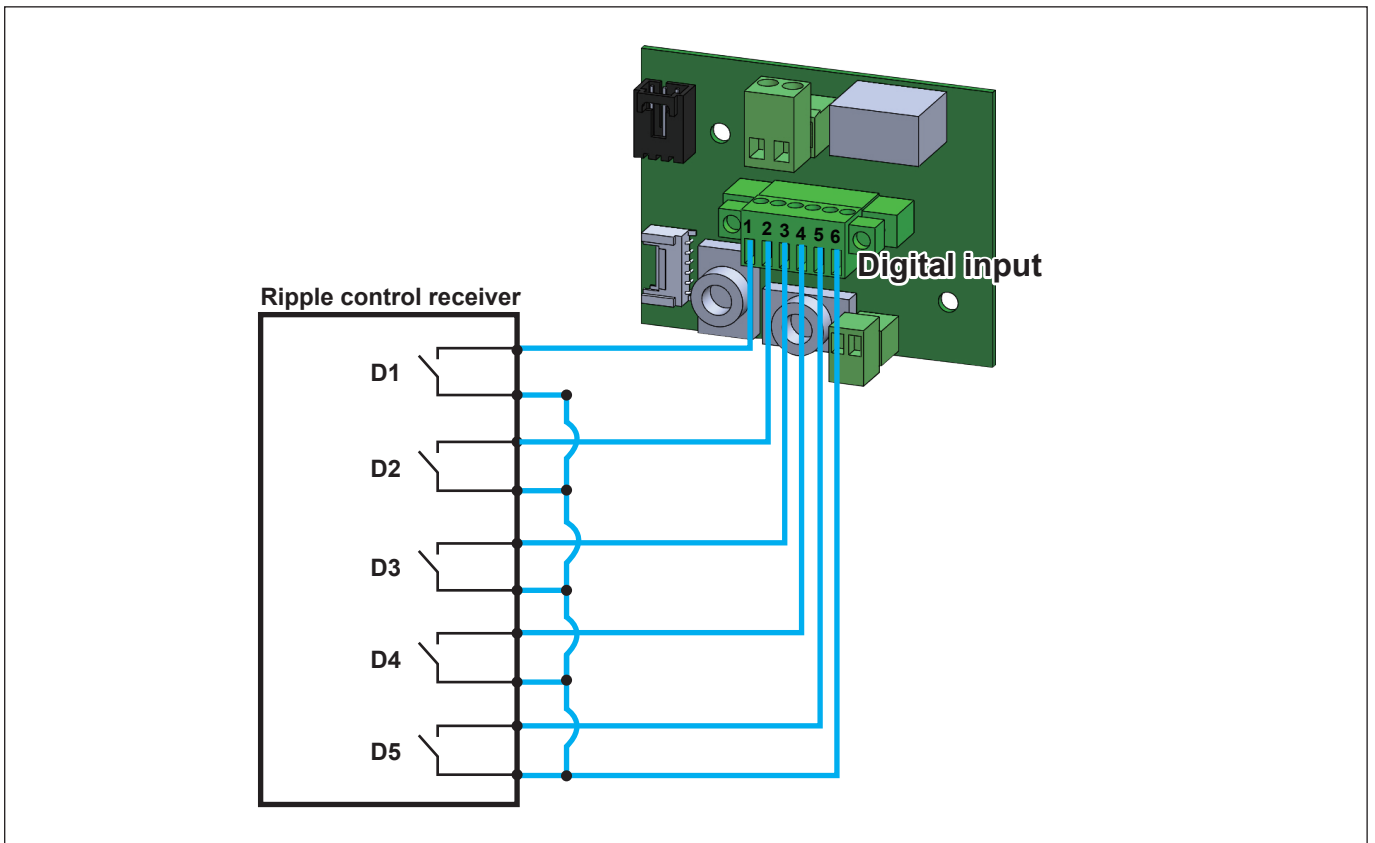 1 2 3 4 5 6
Digital input
Ripple control receiver
D1
D2
D3
D4
D5